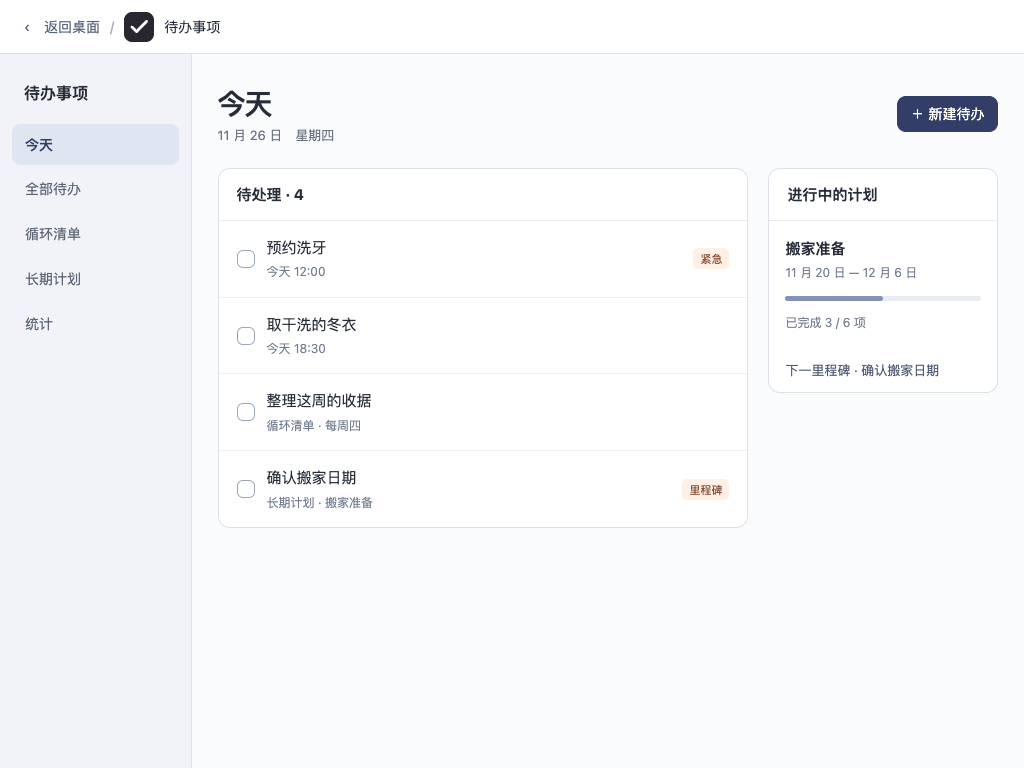 ‹ 返回桌面 / 待办事项
待办事项
今天
全部待办
循环清单
长期计划
统计
今天
11 月 26 日 星期四
+ 新建待办
待处理 · 4
预约洗牙
今天 12:00
紧急
取干洗的冬衣
今天 18:30
整理这周的收据
循环清单 · 每周四
确认搬家日期
长期计划 · 搬家准备
里程碑
进行中的计划
搬家准备
11 月 20 日 — 12 月 6 日
已完成 3 / 6 项
下一里程碑 · 确认搬家日期